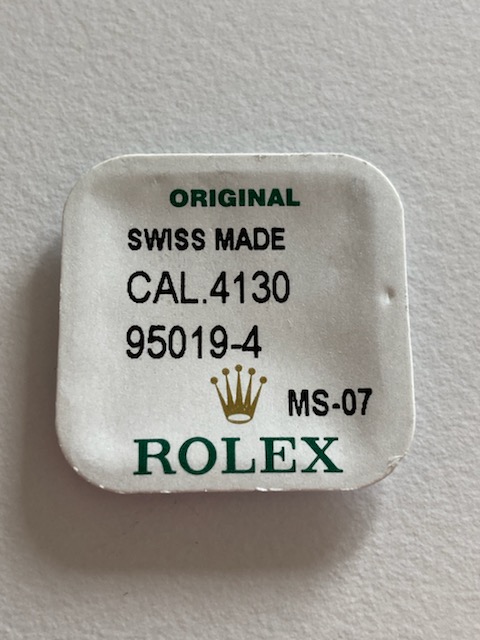 ORIGINAL
SWISS MADE
CAL.4130
95019-4
MS-07
ROLEX